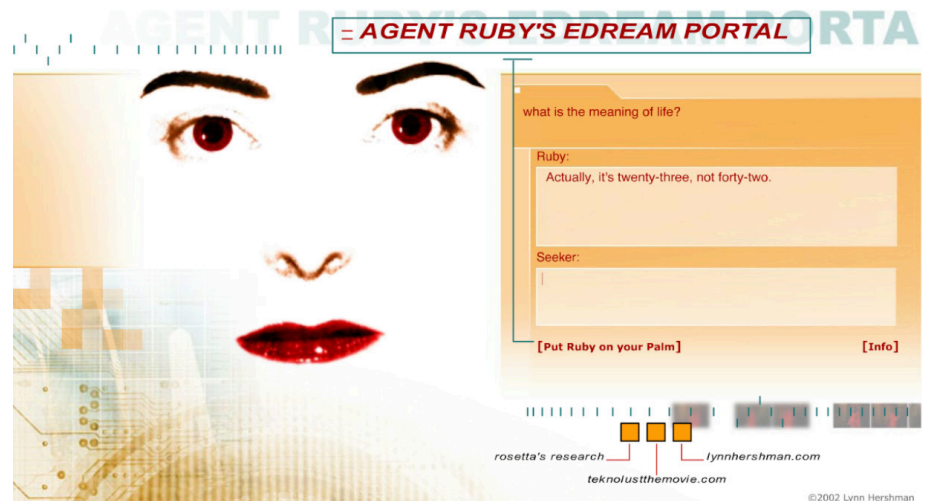 AGENT RUBY'S EDREAM PORTA
= AGENT RUBY'S EDREAM PORTAL
what is the meaning of life?
Ruby:
Actually, it's twenty-three, not forty-two.
Seeker:
[Put Ruby on your Palm] [Info]
rosetta's research lynnhershman.com
teknolustthemovie.com
©2002 Lynn Hershman